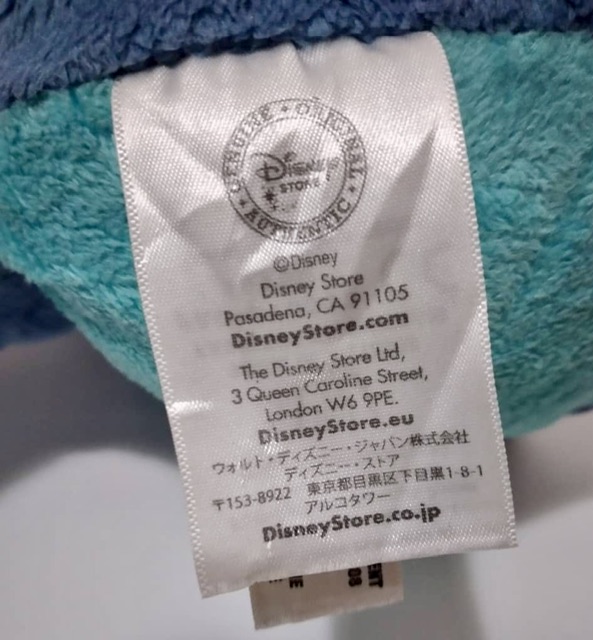 GENUINE • ORIGINAL • AUTHENTIC •
Disney
STORE
©Disney
Disney Store
Pasadena, CA 91105
DisneyStore.com
The Disney Store Ltd,
3 Queen Caroline Street,
London W6 9PE.
DisneyStore.eu
ウォルト・ディズニー・ジャパン株式会社
ディズニー・ストア
〒153-8922 東京都目黒区下目黒1-8-1
アルコタワー
DisneyStore.co.jp